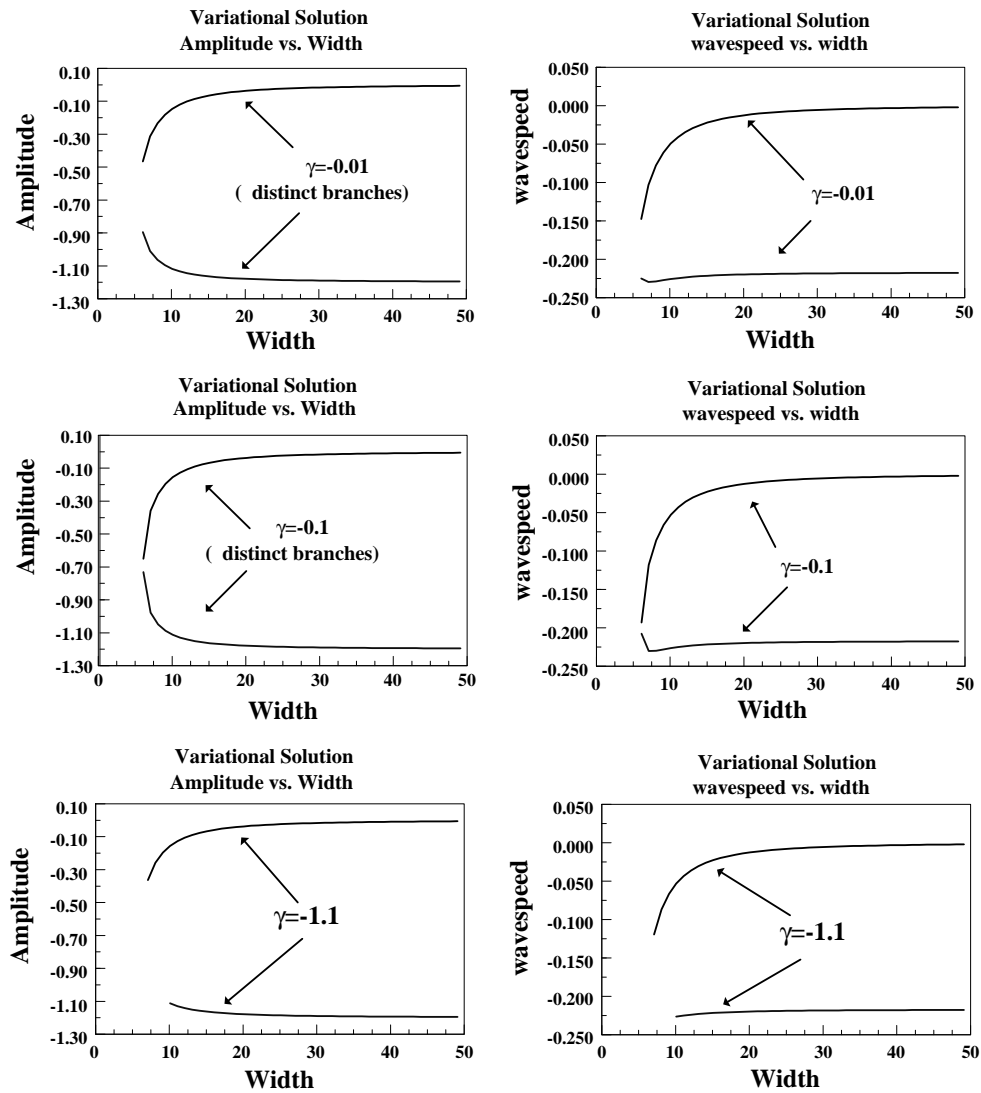 Variational Solution
Amplitude vs. Width
0.10
-0.10
-0.30
-0.50
-0.70
-0.90
-1.10
-1.30
0 10 20 30 40 50
Amplitude
Width
γ=-0.01
( distinct branches)
Variational Solution
wavespeed vs. width
0.050
0.000
-0.050
-0.100
-0.150
-0.200
-0.250
0 10 20 30 40 50
wavespeed
Width
γ=-0.01
Variational Solution
Amplitude vs. Width
0.10
-0.10
-0.30
-0.50
-0.70
-0.90
-1.10
-1.30
0 10 20 30 40 50
Amplitude
Width
γ=-0.1
( distinct branches)
Variational Solution
wavespeed vs. width
0.050
0.000
-0.050
-0.100
-0.150
-0.200
-0.250
0 10 20 30 40 50
wavespeed
Width
γ=-0.1
Variational Solution
Amplitude vs. Width
0.10
-0.10
-0.30
-0.50
-0.70
-0.90
-1.10
-1.30
0 10 20 30 40 50
Amplitude
Width
γ=-1.1
Variational Solution
wavespeed vs. width
0.050
0.000
-0.050
-0.100
-0.150
-0.200
-0.250
0 10 20 30 40 50
wavespeed
Width
γ=-1.1